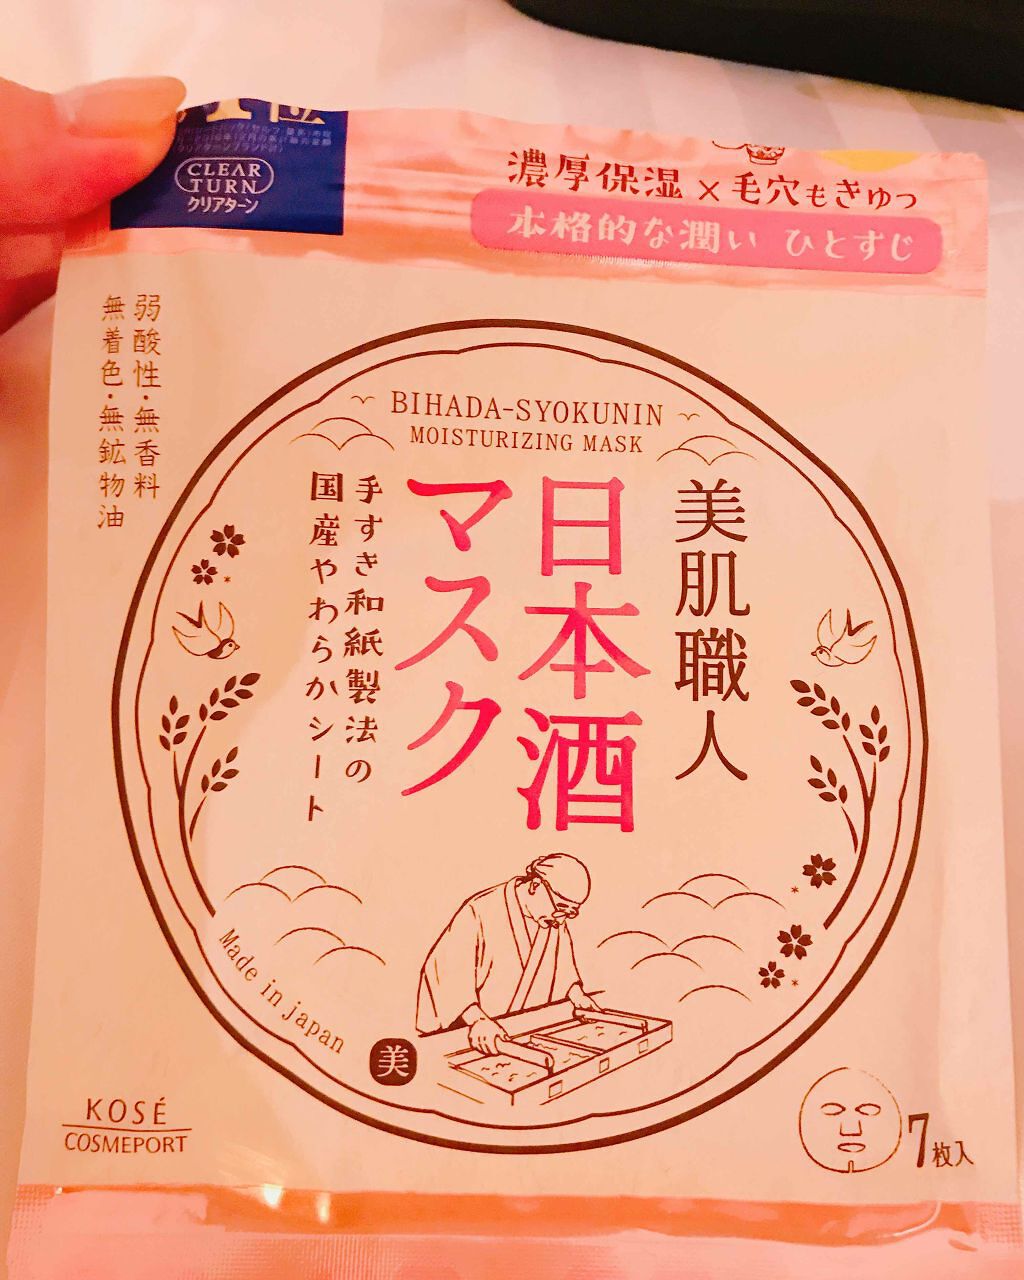 位
CLEAR
TURN
クリアターン
濃厚保湿×毛穴もきゅっ
本格的な潤い ひとすじ
弱酸性・無香料
無着色・無鉱物油
BIHADA-SYOKUNIN
MOISTURIZING MASK
美肌職人
日本酒
マスク
手すき和紙製法の
国産やわらかシート
Made in japan
美
KOSÉ
COSMEPORT
7枚入